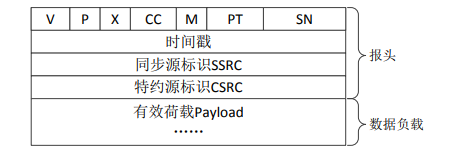 V P X CC M PT SN
时间戳
同步源标识SSRC
特约源标识CSRC
报头
有效荷载Payload
……
数据负载